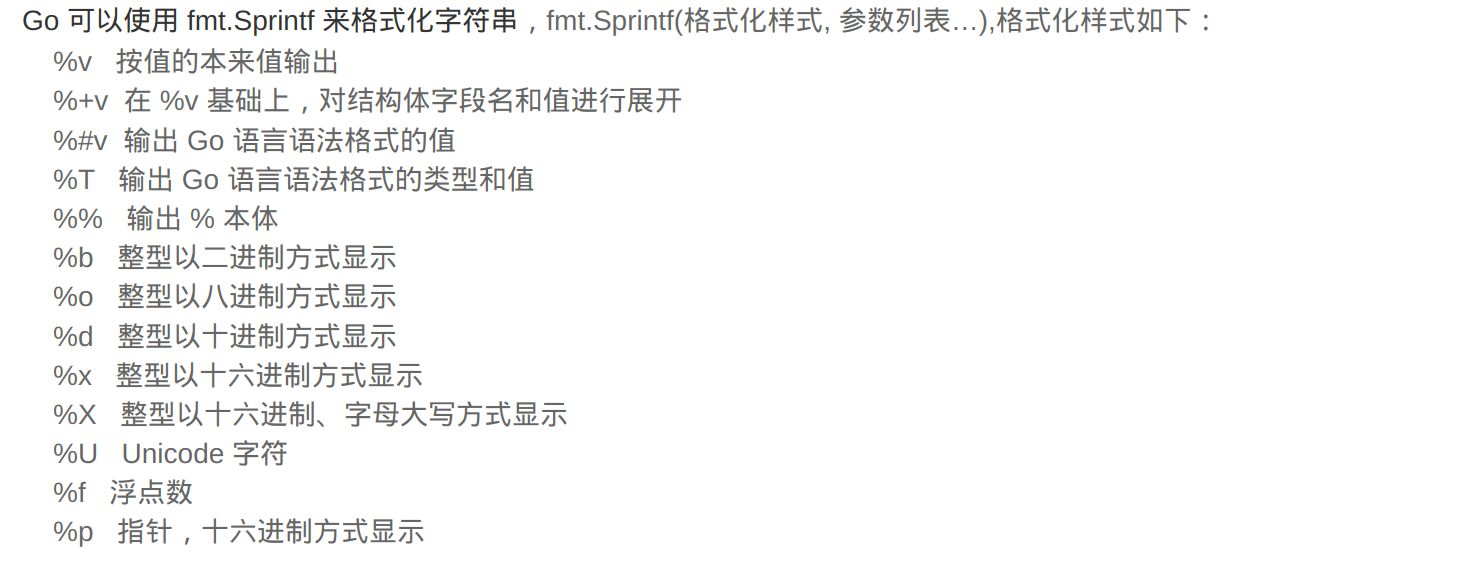 Go 可以使用 fmt.Sprintf 来格式化字符串，fmt.Sprintf(格式化样式, 参数列表…),格式化样式如下：
%v 按值的本来值输出
%+v 在 %v 基础上，对结构体字段名和值进行展开
%#v 输出 Go 语言语法格式的值
%T 输出 Go 语言语法格式的类型和值
%% 输出 % 本体
%b 整型以二进制方式显示
%o 整型以八进制方式显示
%d 整型以十进制方式显示
%x 整型以十六进制方式显示
%X 整型以十六进制、字母大写方式显示
%U Unicode 字符
%f 浮点数
%p 指针，十六进制方式显示